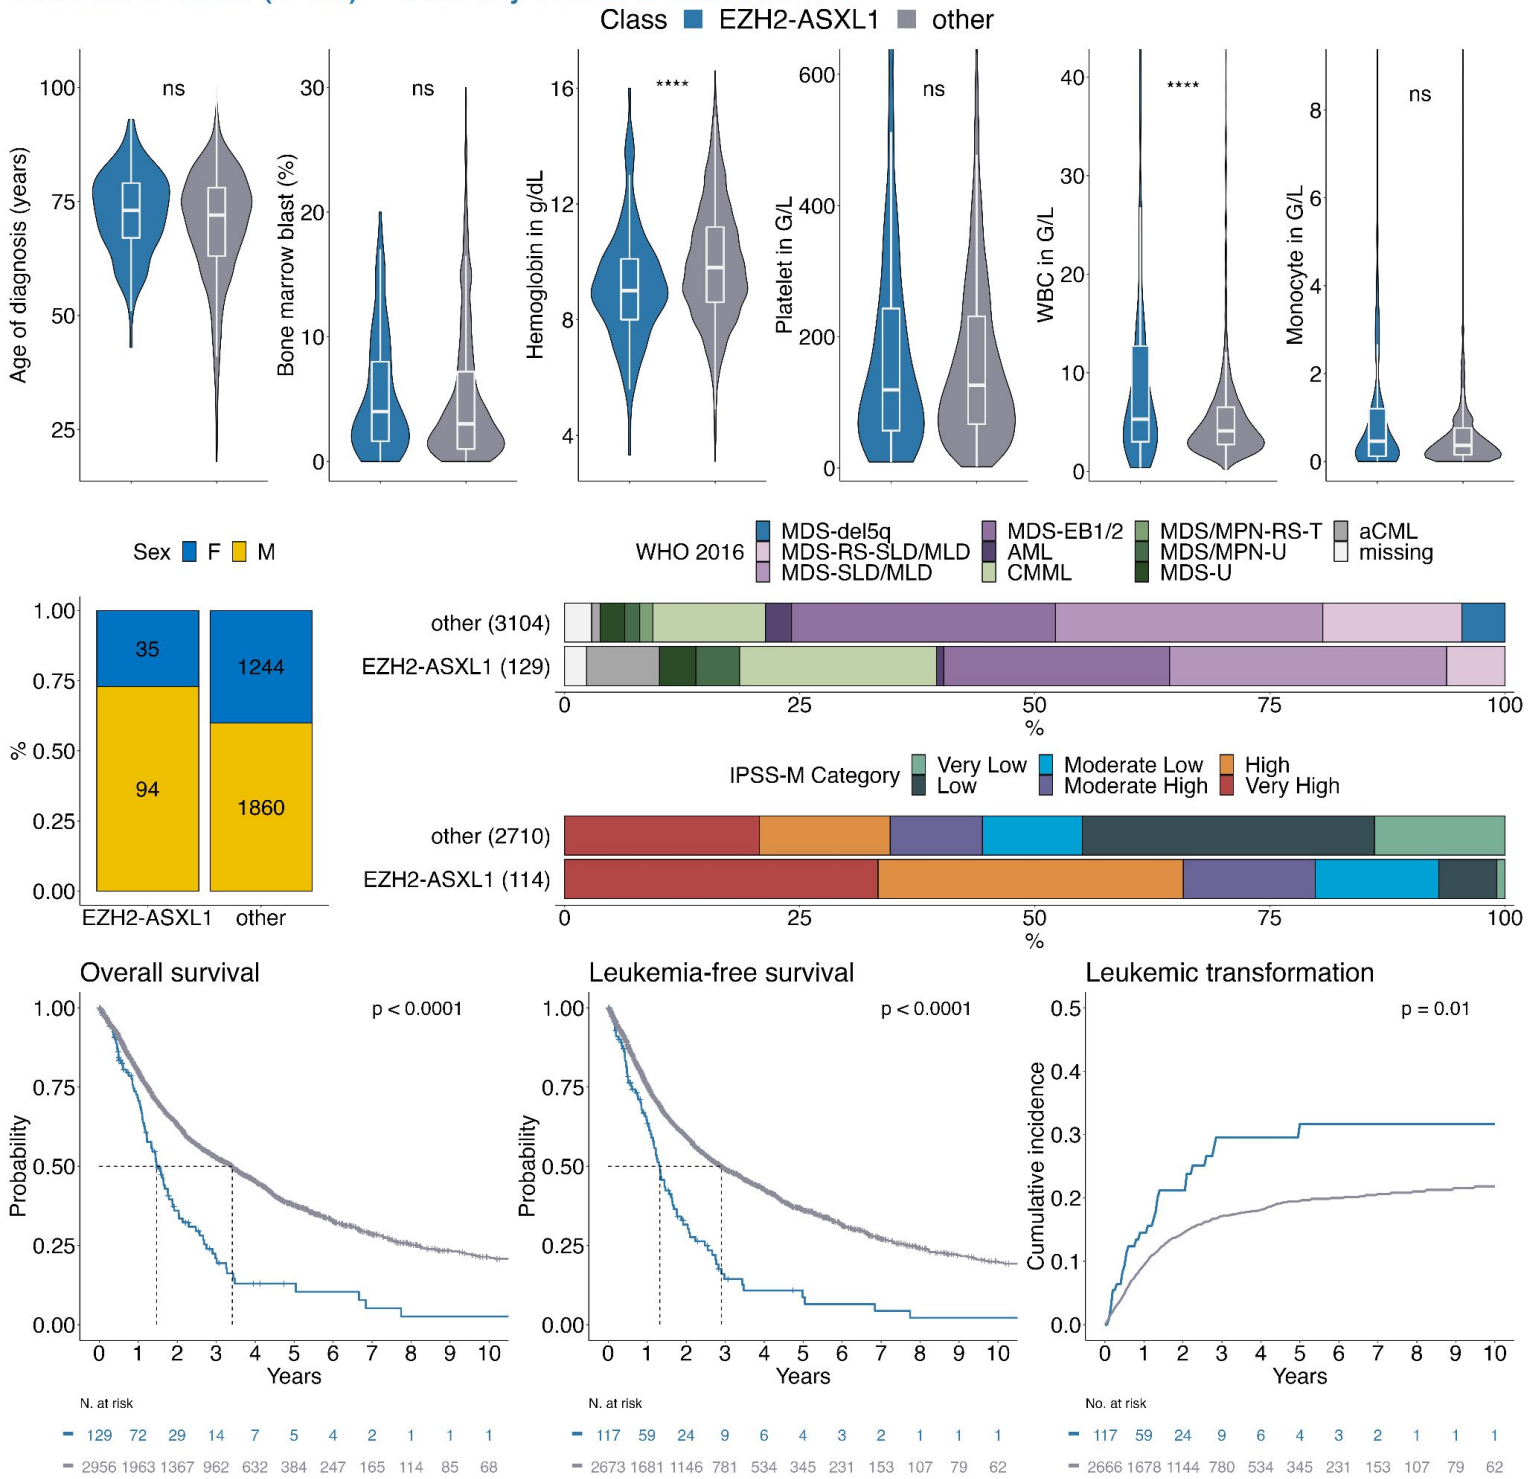 Class EZH2-ASXL1 other
Age of diagnosis (years)
100
75
50
25
ns
Bone marrow blast (%)
30
20
10
0
ns
Hemoglobin in g/dL
16
12
8
4
****
Platelet in G/L
600
400
200
0
ns
WBC in G/L
40
30
20
10
0
****
Monocyte in G/L
8
6
4
2
0
ns
Sex F M
%
1.00
0.75
0.50
0.25
0.00
35
94
1244
1860
EZH2-ASXL1 other
WHO 2016
MDS-del5q MDS-EB1/2 MDS/MPN-RS-T aCML
MDS-RS-SLD/MLD AML MDS/MPN-U missing
MDS-SLD/MLD CMML MDS-U
other (3104)
EZH2-ASXL1 (129)
0 25 50 75 100
%
IPSS-M Category
Very Low Moderate Low High
Low Moderate High Very High
other (2710)
EZH2-ASXL1 (114)
0 25 50 75 100
%
Overall survival
Probability
1.00
0.75
0.50
0.25
0.00
p < 0.0001
0 1 2 3 4 5 6 7 8 9 10
Years
N. at risk
129 72 29 14 7 5 4 2 1 1 1
2956 1963 1367 962 632 384 247 165 114 85 68
Leukemia-free survival
Probability
1.00
0.75
0.50
0.25
0.00
p < 0.0001
0 1 2 3 4 5 6 7 8 9 10
Years
N. at risk
117 59 24 9 6 4 3 2 1 1 1
2673 1681 1146 781 534 345 231 153 107 79 62
Leukemic transformation
Cumulative incidence
0.5
0.4
0.3
0.2
0.1
0.0
p = 0.01
0 1 2 3 4 5 6 7 8 9 10
Years
No. at risk
117 59 24 9 6 4 3 2 1 1 1
2666 1678 1144 780 534 345 231 153 107 79 62